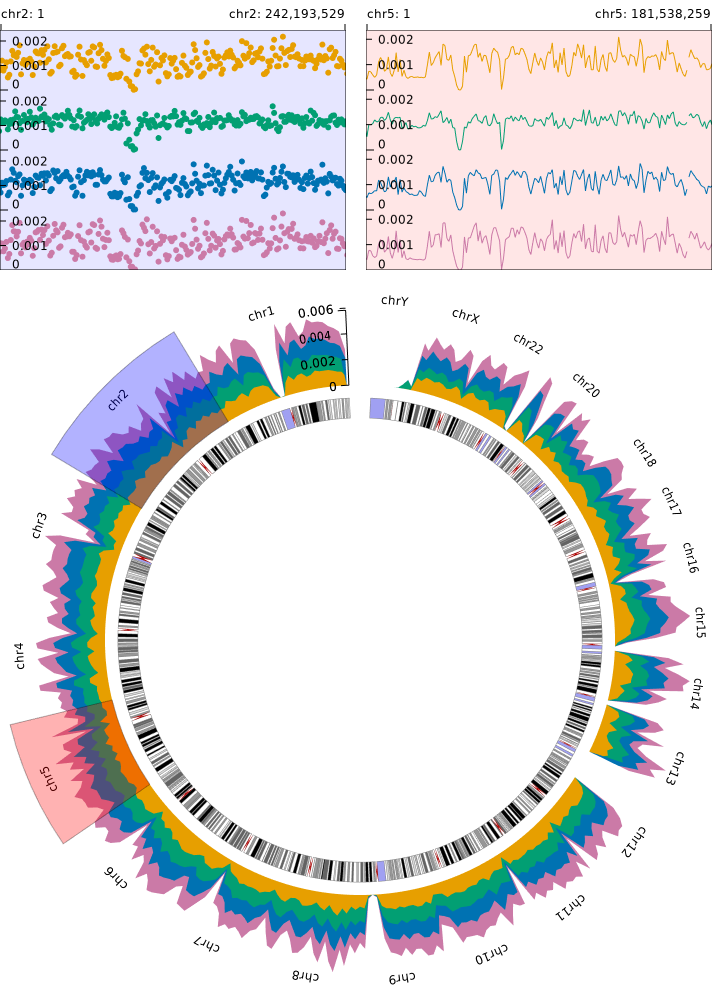 chr2: 1
chr2: 242,193,529
chr5: 1
chr5: 181,538,259
0.002
0.001
0
0.002
0.001
0
0.002
0.001
0
0.002
0.001
0
0.002
0.001
0
0.002
0.001
0
0.002
0.001
0
0.002
0.001
0
0.006
0.004
0.002
0
chr1
chr2
chr3
chr4
chr5
chr6
chr7
chr8
chr9
chr10
chr11
chr12
chr13
chr14
chr15
chr16
chr17
chr18
chr20
chr22
chrX
chrY